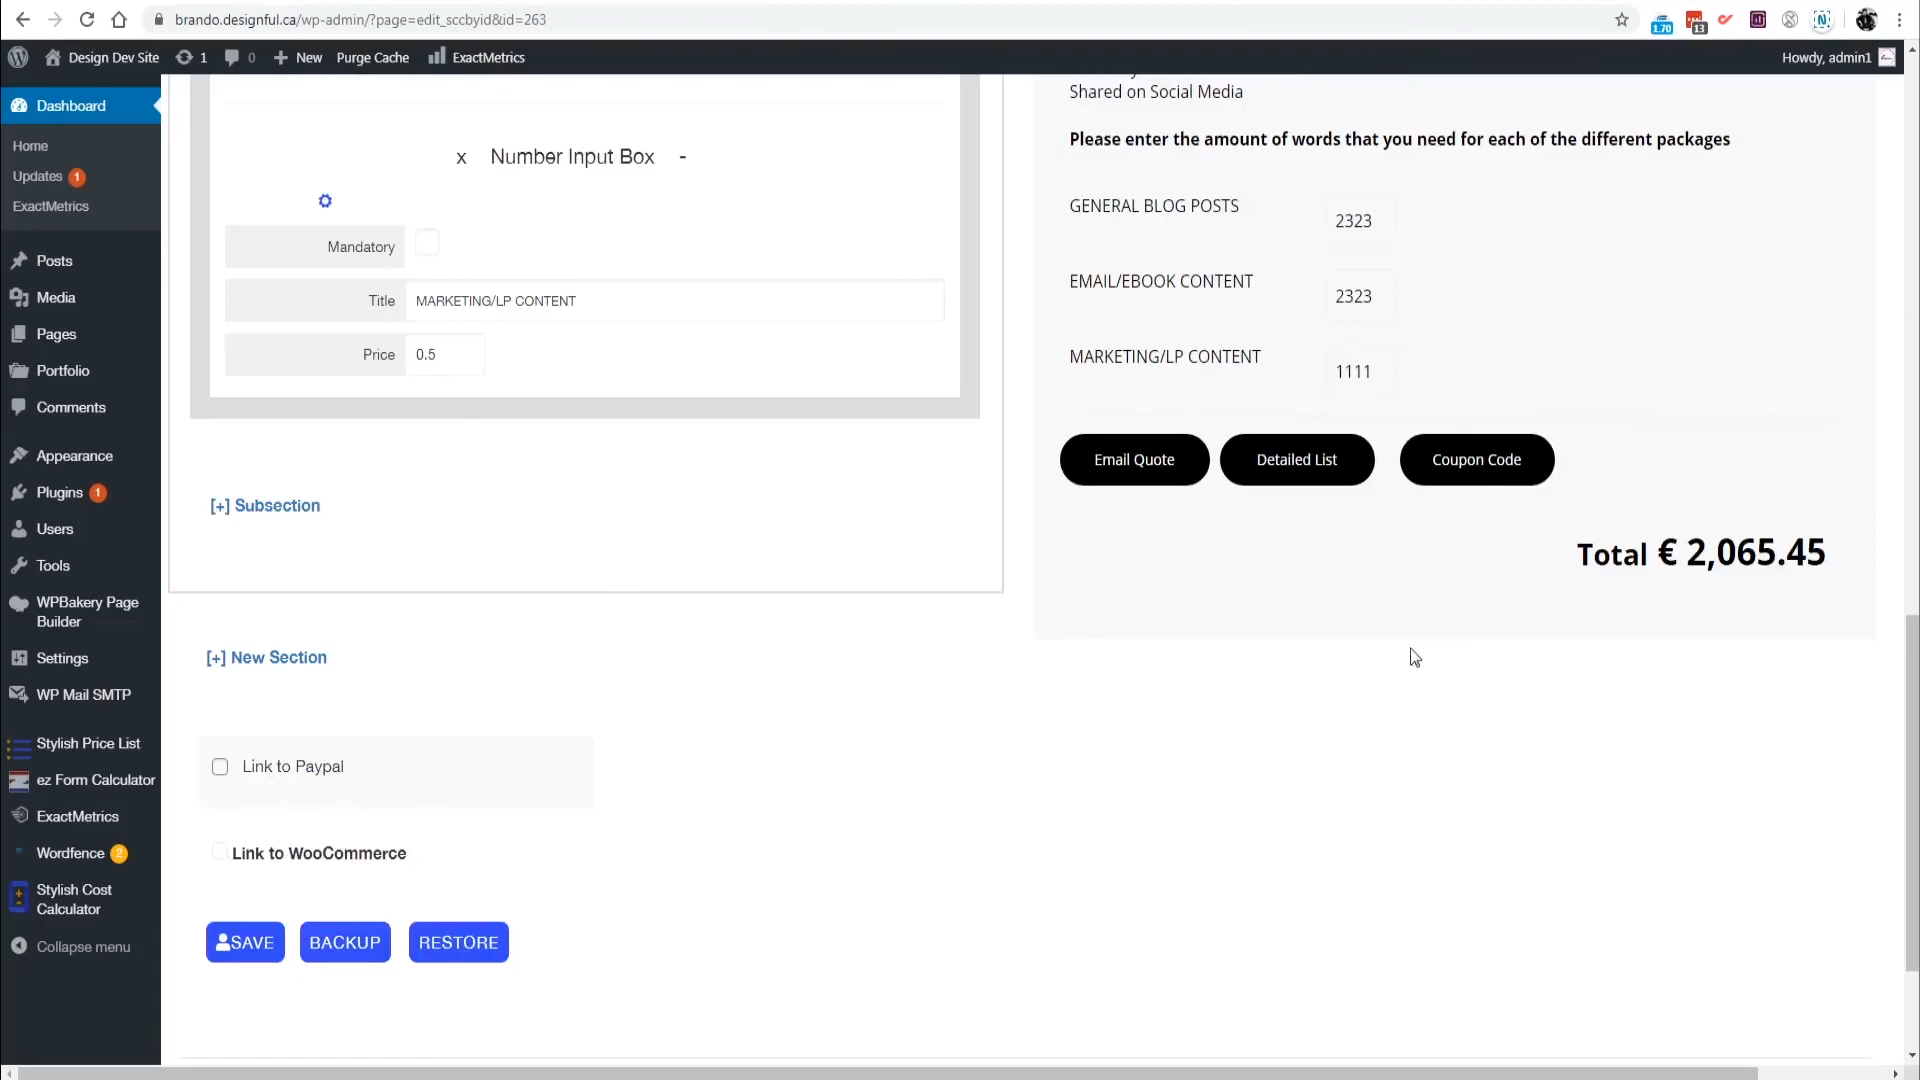 brando.designful.ca/wp-admin/?page=edit_sccbyid&id=263
1.70
13
Design Dev Site
1
0
New
Purge Cache
ExactMetrics
Howdy, admin1
Dashboard
Home
Updates 1
ExactMetrics
Posts
Media
Pages
Portfolio
Comments
Appearance
Plugins 1
Users
Tools
WPBakery Page
Builder
Settings
WP Mail SMTP
Stylish Price List
ez Form Calculator
ExactMetrics
Wordfence 2
Stylish Cost
Calculator
Collapse menu
x Number Input Box -
Mandatory
Title MARKETING/LP CONTENT
Price 0.5
[+] Subsection
[+] New Section
Link to Paypal
Link to WooCommerce
SAVE BACKUP RESTORE
Shared on Social Media
Please enter the amount of words that you need for each of the different packages
GENERAL BLOG POSTS 2323
EMAIL/EBOOK CONTENT 2323
MARKETING/LP CONTENT 1111
Email Quote Detailed List Coupon Code
Total € 2,065.45